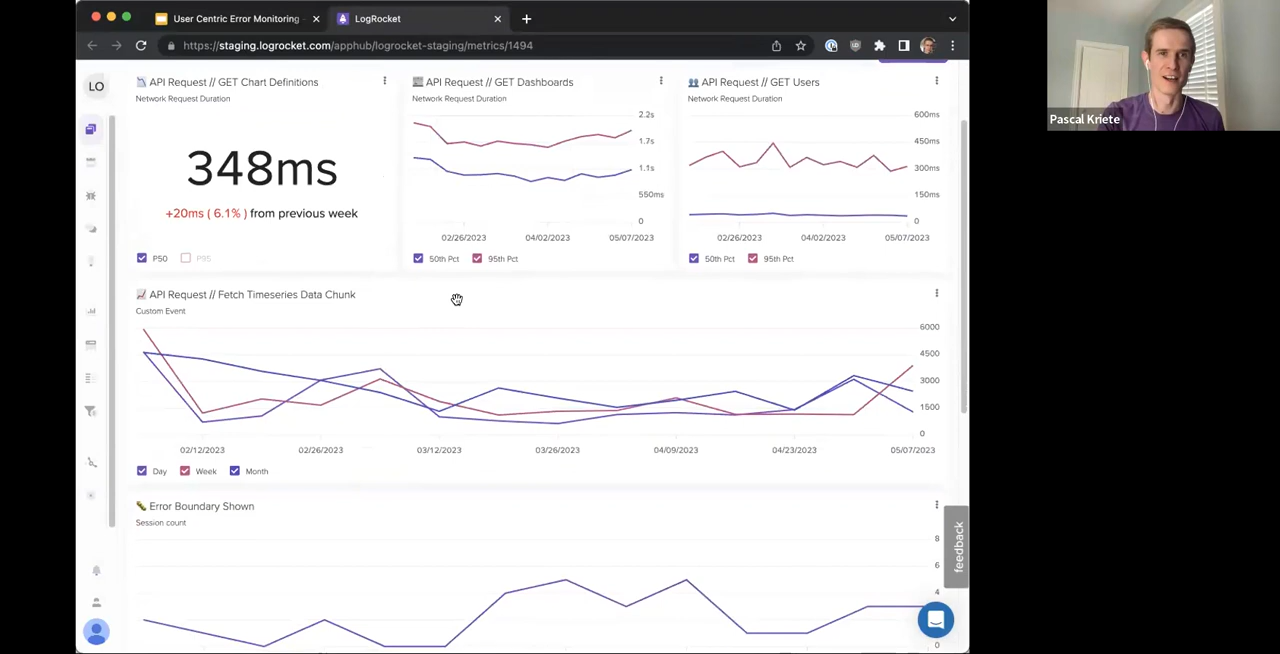 User Centric Error Monitoring
LogRocket
https://staging.logrocket.com/apphub/logrocket-staging/metrics/1494
LO
API Request // GET Chart Definitions
Network Request Duration
348ms
+20ms ( 6.1% ) from previous week
P50
P95
API Request // GET Dashboards
Network Request Duration
2.2s
1.7s
1.1s
550ms
0
02/26/2023
04/02/2023
05/07/2023
50th Pct
95th Pct
API Request // GET Users
Network Request Duration
600ms
450ms
300ms
150ms
0
02/26/2023
04/02/2023
05/07/2023
50th Pct
95th Pct
API Request // Fetch Timeseries Data Chunk
Custom Event
6000
4500
3000
1500
0
02/12/2023
02/26/2023
03/12/2023
03/26/2023
04/09/2023
04/23/2023
05/07/2023
Day
Week
Month
Error Boundary Shown
Session count
8
6
4
0
feedback
Pascal Kriete